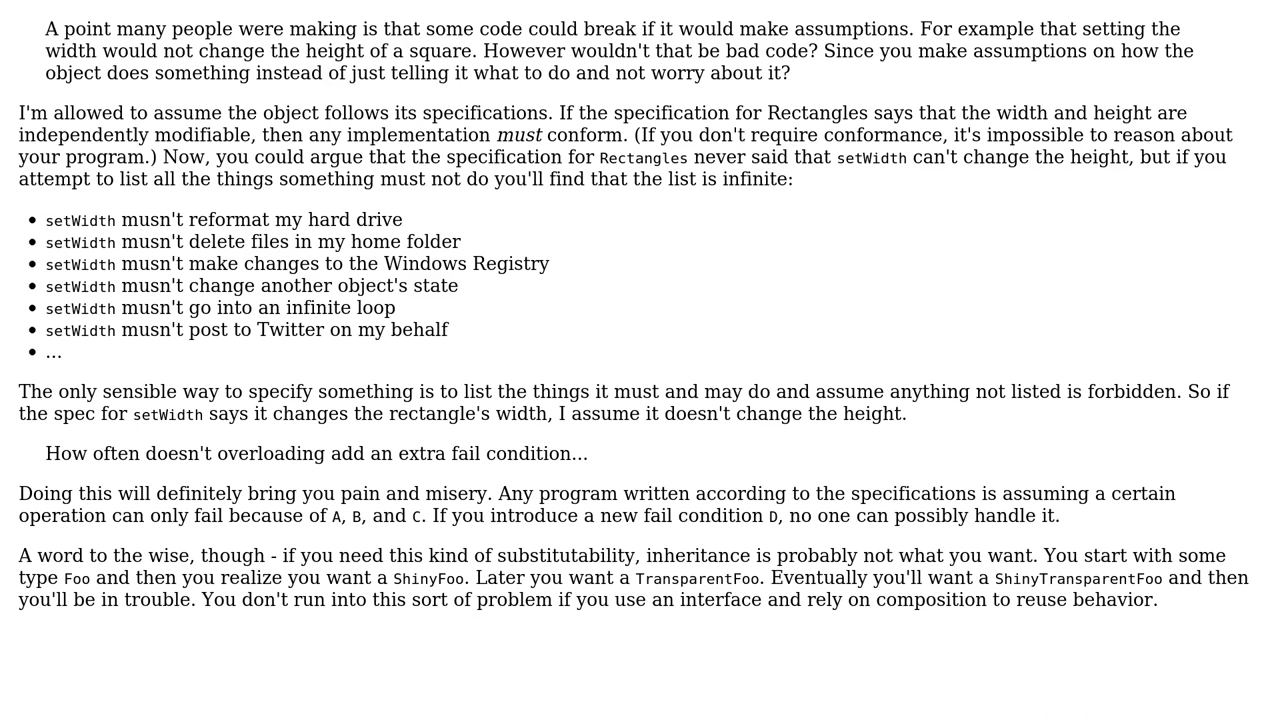 A point many people were making is that some code could break if it would make assumptions. For example that setting the
width would not change the height of a square. However wouldn't that be bad code? Since you make assumptions on how the
object does something instead of just telling it what to do and not worry about it?
I'm allowed to assume the object follows its specifications. If the specification for Rectangles says that the width and height are
independently modifiable, then any implementation must conform. (If you don't require conformance, it's impossible to reason about
your program.) Now, you could argue that the specification for Rectangles never said that setWidth can't change the height, but if you
attempt to list all the things something must not do you'll find that the list is infinite:
• setWidth musn't reformat my hard drive
• setWidth musn't delete files in my home folder
• setWidth musn't make changes to the Windows Registry
• setWidth musn't change another object's state
• setWidth musn't go into an infinite loop
• setWidth musn't post to Twitter on my behalf
• ...
The only sensible way to specify something is to list the things it must and may do and assume anything not listed is forbidden. So if
the spec for setWidth says it changes the rectangle's width, I assume it doesn't change the height.
How often doesn't overloading add an extra fail condition...
Doing this will definitely bring you pain and misery. Any program written according to the specifications is assuming a certain
operation can only fail because of A, B, and C. If you introduce a new fail condition D, no one can possibly handle it.
A word to the wise, though - if you need this kind of substitutability, inheritance is probably not what you want. You start with some
type Foo and then you realize you want a ShinyFoo. Later you want a TransparentFoo. Eventually you'll want a ShinyTransparentFoo and then
you'll be in trouble. You don't run into this sort of problem if you use an interface and rely on composition to reuse behavior.